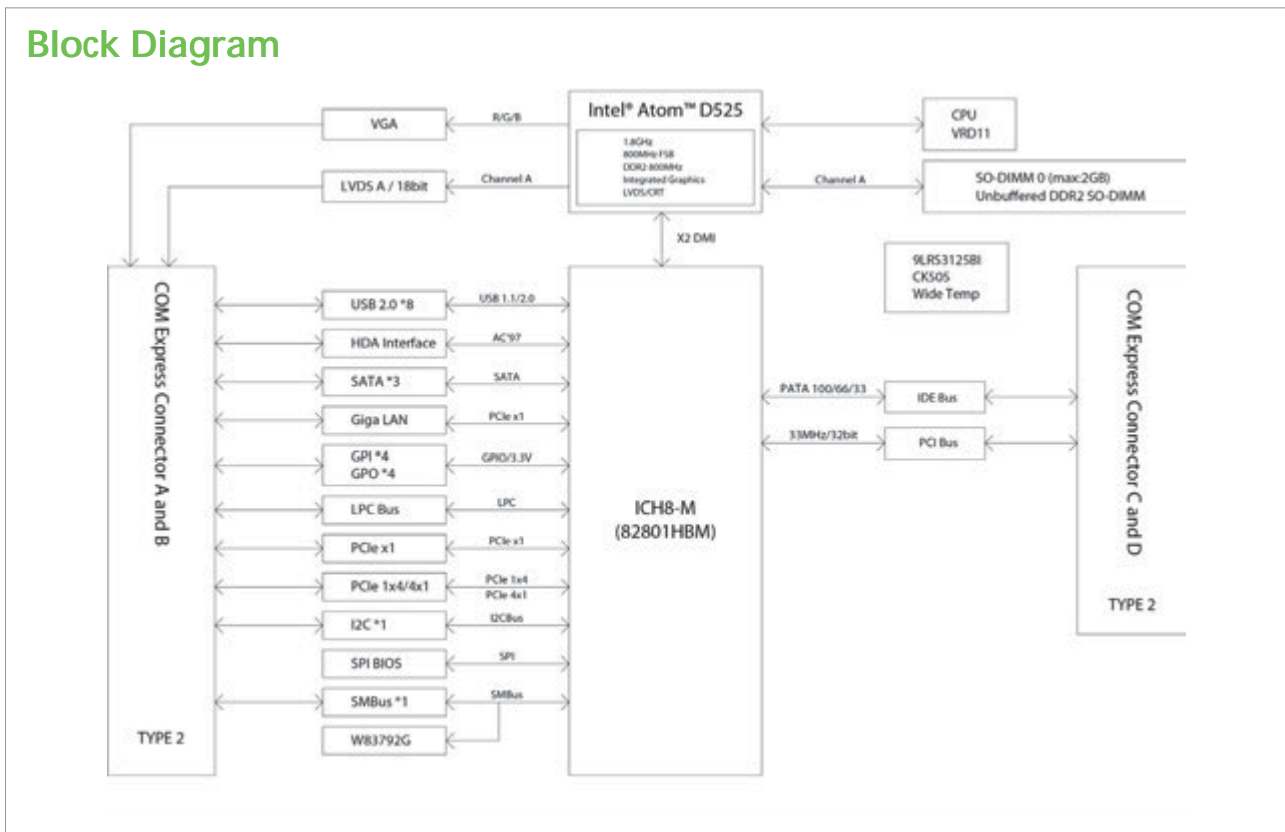 Block Diagram
Intel® Atom™ D525
1.8GHz
800MHz FSB
DDR2 800MHz
Integrated Graphics
LVDS/CRT
VGA
R/G/B
LVDS A / 18bit
Channel A
CPU
VRD11
Channel A
SO-DIMM 0 (max:2GB)
Unbuffered DDR2 SO-DIMM
X2 DMI
9LRS3125BI
CK505
Wide Temp
COM Express Connector A and B
TYPE 2
USB 2.0 *8
USB 1.1/2.0
HDA Interface
AC'97
SATA *3
SATA
Giga LAN
PCIe x1
GPI *4
GPO *4
GPIO/3.3V
LPC Bus
LPC
PCIe x1
PCIe x1
PCIe 1x4/4x1
PCIe 1x4
PCIe 4x1
I2C *1
I2CBus
SPI BIOS
SPI
SMBus *1
SMBus
W83792G
ICH8-M
(82801HBM)
PATA 100/66/33
IDE Bus
33MHz/32bit
PCI Bus
COM Express Connector C and D
TYPE 2